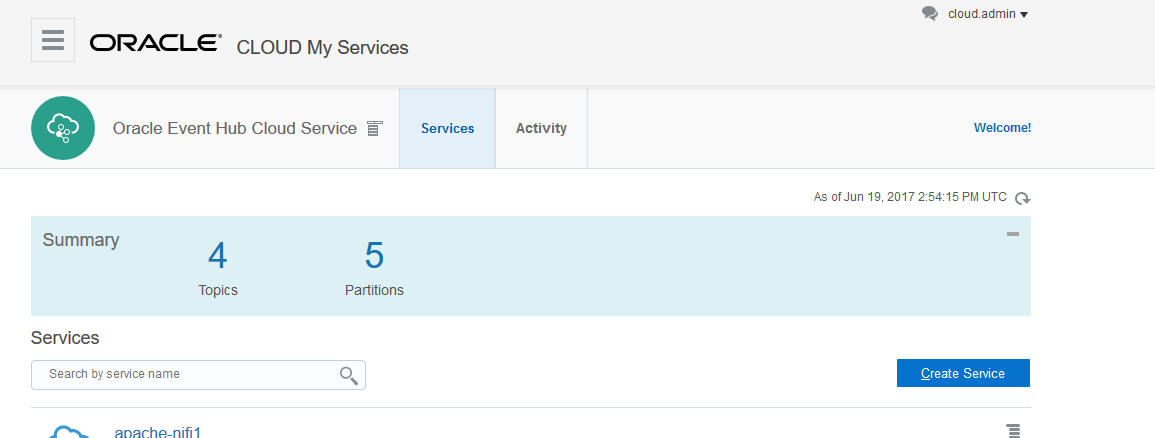 cloud.admin
ORACLE CLOUD My Services
Oracle Event Hub Cloud Service
Services
Activity
Welcome!
As of Jun 19, 2017 2:54:15 PM UTC
Summary
4
Topics
5
Partitions
Services
Search by service name
Create Service
apache-nifi1